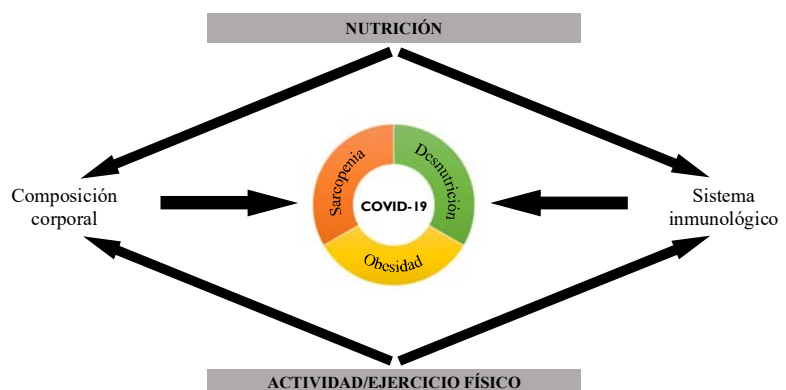 NUTRICIÓN
Sarcopenia
Desnutrición
Composición
corporal
COVID-19
Sistema
inmunológico
Obesidad
ACTIVIDAD/EJERCICIO FÍSICO